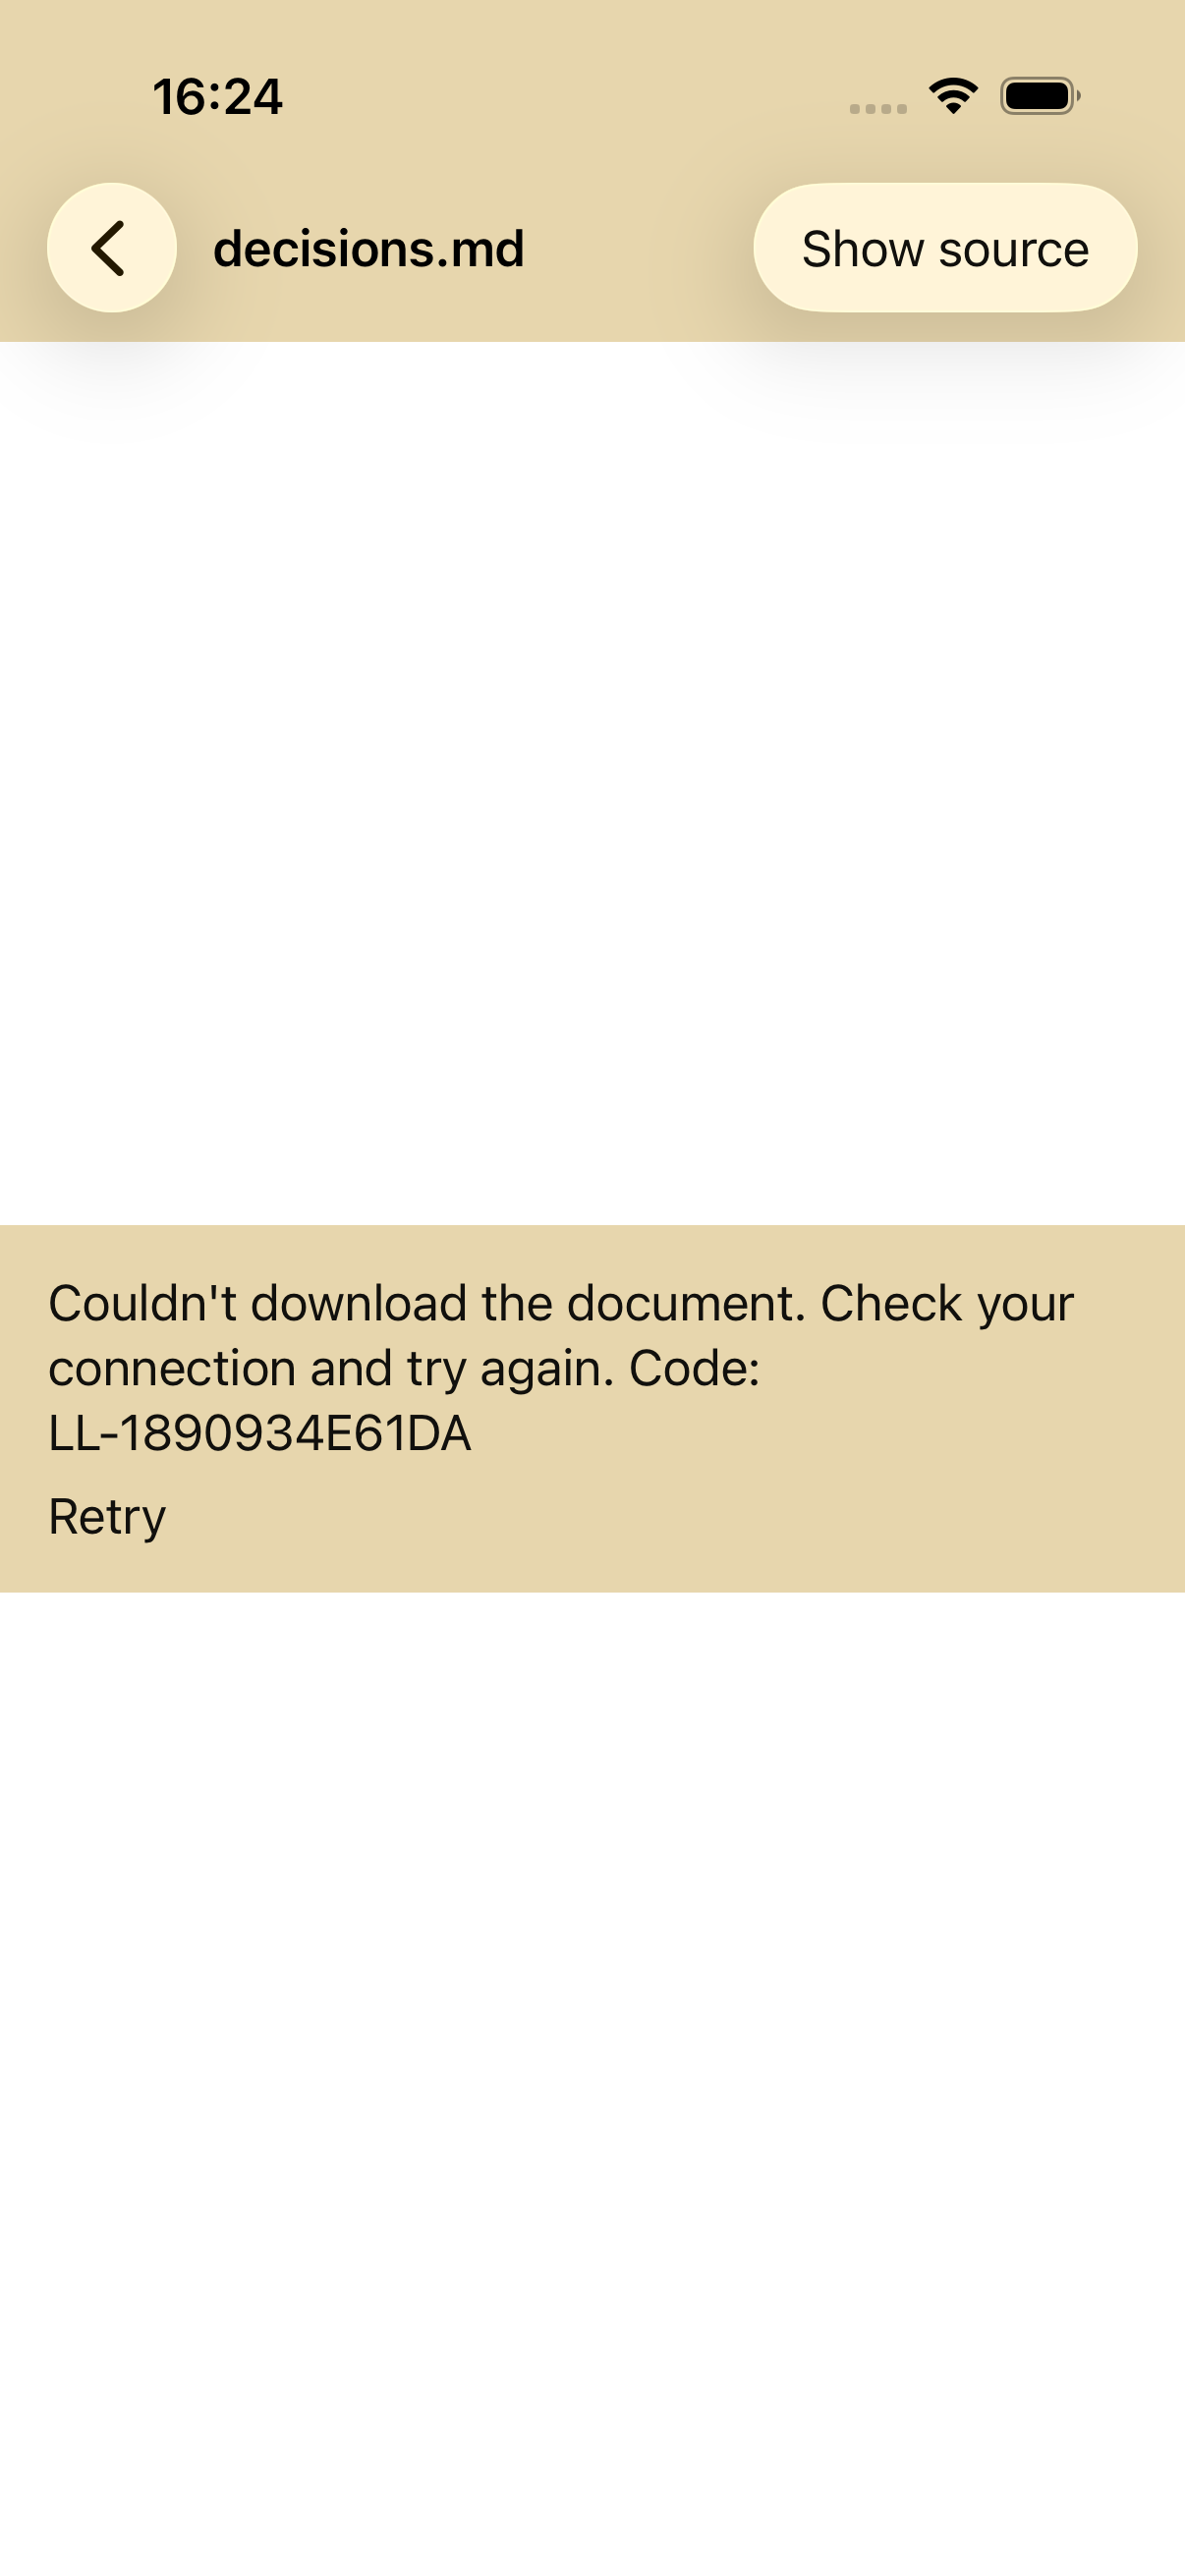 16:24
decisions.md
Show source
Couldn't download the document. Check your
connection and try again. Code:
LL-1890934E61DA
Retry